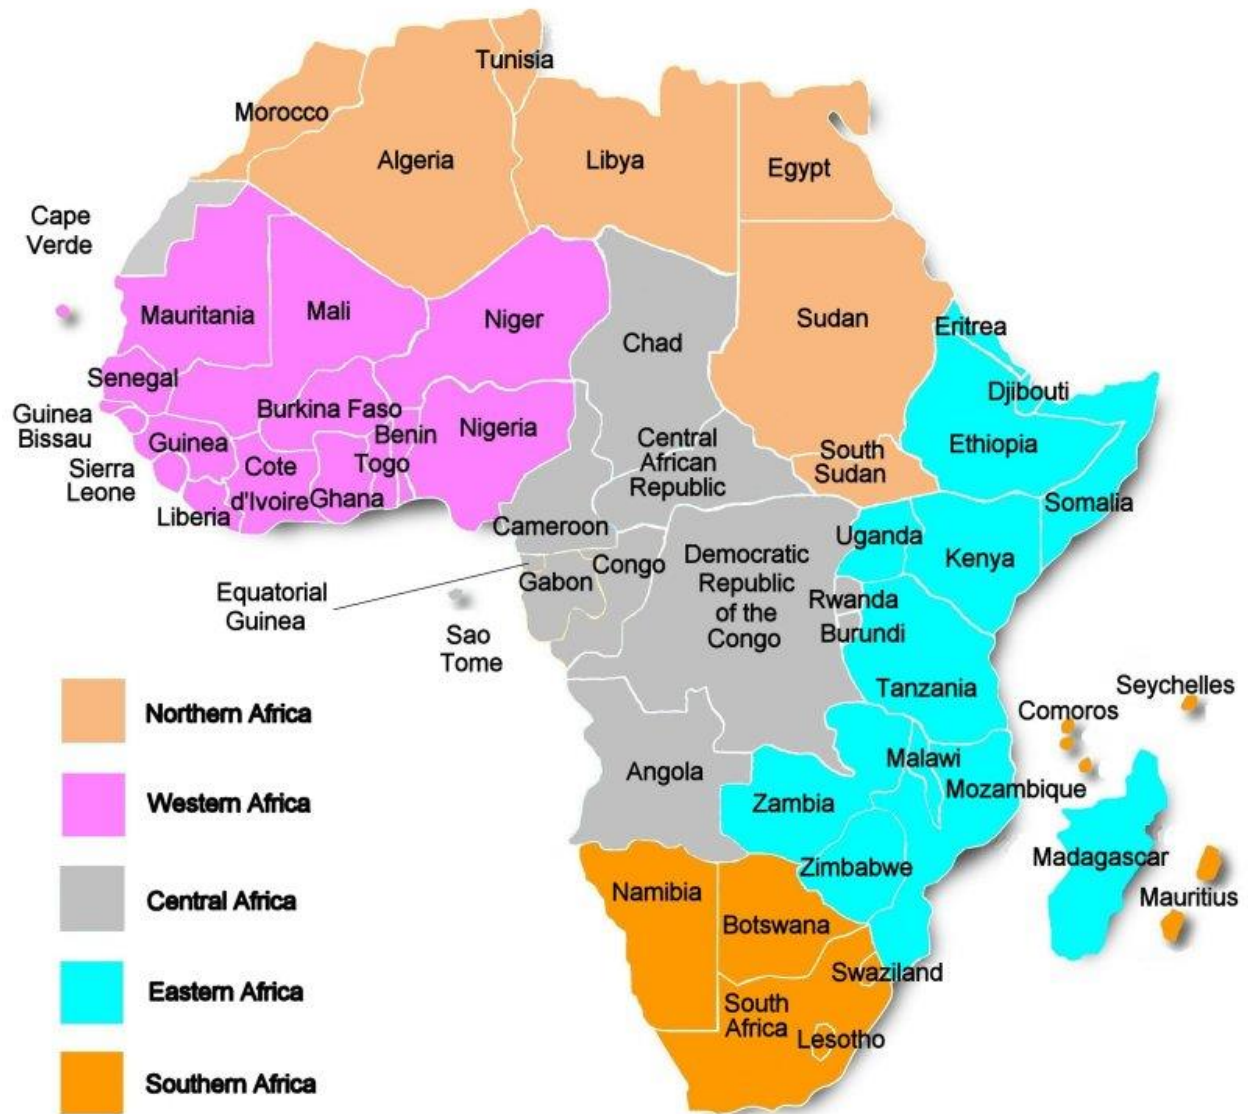 Tunisia
Morocco
Algeria
Libya
Egypt
Cape
Verde
Mauritania
Mali
Niger
Chad
Sudan
Eritrea
Senegal
Djibouti
Guinea
Bissau
Burkina Faso
Benin
Nigeria
Guinea
Cote
d'Ivoire
Togo
Ghana
Central
African
Republic
South
Sudan
Ethiopia
Sierra
Leone
Liberia
Somalia
Cameroon
Uganda
Kenya
Equatorial
Guinea
Gabon
Congo
Democratic
Republic
of the
Congo
Rwanda
Burundi
Sao
Tome
Tanzania
Seychelles
Comoros
Northern Africa
Angola
Malawi
Mozambique
Zambia
Western Africa
Zimbabwe
Madagascar
Mauritius
Namibia
Botswana
Central Africa
Swaziland
South
Africa
Lesotho
Eastern Africa
Southern Africa